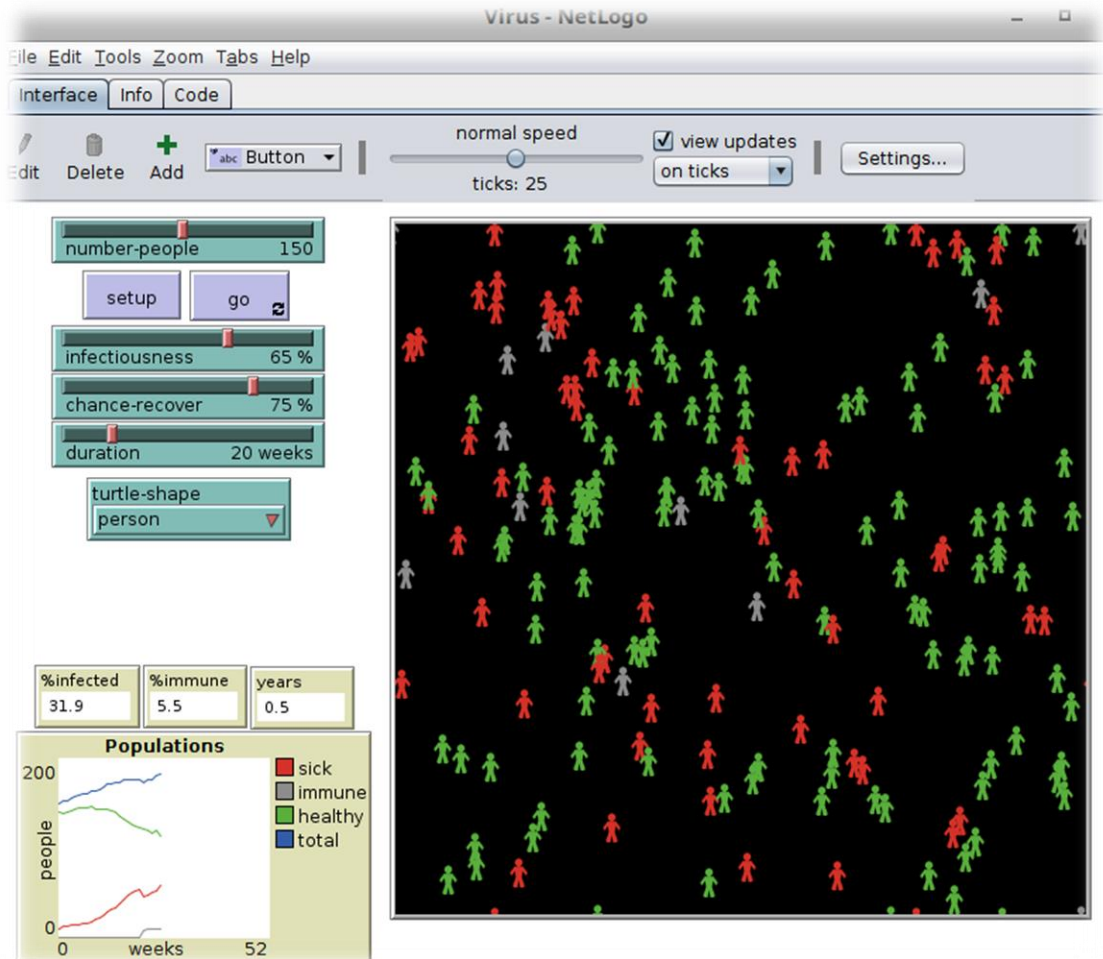 Virus - NetLogo
File Edit Tools Zoom Tabs Help
Interface Info Code
Edit Delete Add abc Button
normal speed
ticks: 25
view updates
on ticks
Settings...
number-people 150
setup go
infectiousness 65 %
chance-recover 75 %
duration 20 weeks
turtle-shape
person
%infected %immune years
31.9 5.5 0.5
Populations
200
people
0
0 weeks 52
sick
immune
healthy
total